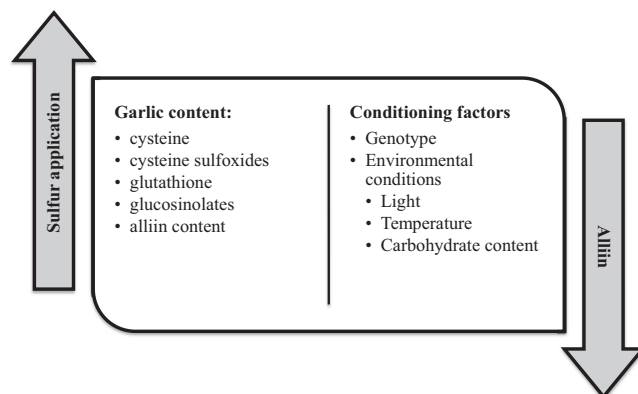 Sulfur application
Garlic content:
• cysteine
• cysteine sulfoxides
• glutathione
• glucosinolates
• alliin content
Conditioning factors
• Genotype
• Environmental
conditions
• Light
• Temperature
• Carbohydrate content
Alliin